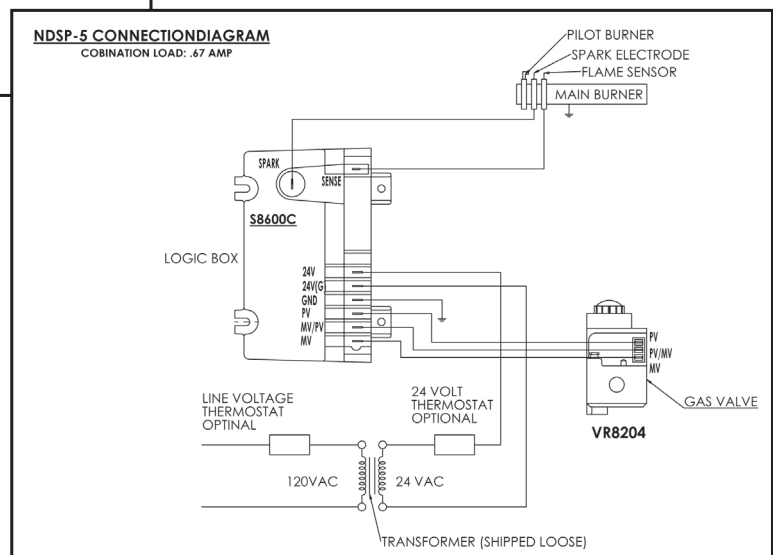 NDSP-5 CONNECTIONDIAGRAM
COBINATION LOAD: .67 AMP
PILOT BURNER
SPARK ELECTRODE
FLAME SENSOR
MAIN BURNER
SPARK
SENSE
S8600C
LOGIC BOX
24V
24V(G
GND
PV
MV/PV
MV
PV
PV/MV
MV
GAS VALVE
VR8204
LINE VOLTAGE
THERMOSTAT
OPTINAL
24 VOLT
THERMOSTAT
OPTIONAL
120VAC
24 VAC
TRANSFORMER (SHIPPED LOOSE)